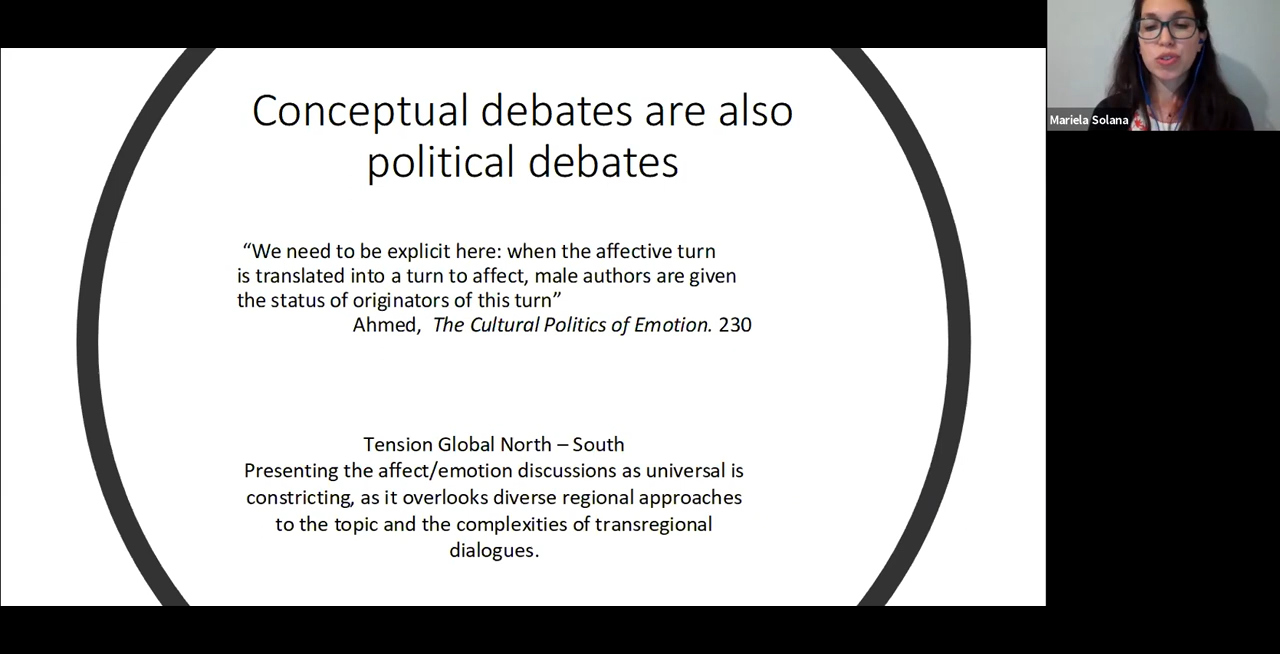 Conceptual debates are also
political debates
“We need to be explicit here: when the affective turn
is translated into a turn to affect, male authors are given
the status of originators of this turn”
Ahmed, The Cultural Politics of Emotion. 230
Tension Global North – South
Presenting the affect/emotion discussions as universal is
constricting, as it overlooks diverse regional approaches
to the topic and the complexities of transregional
dialogues.
Mariela Solana